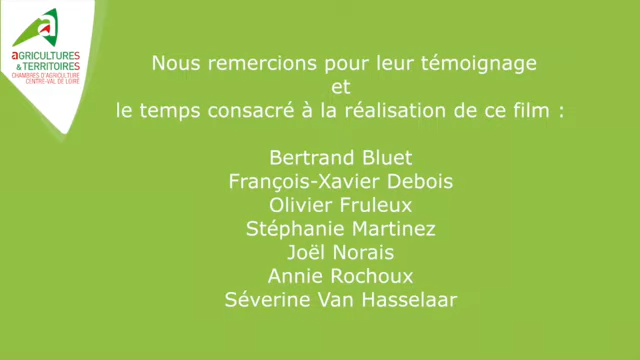 AGRICULTURES
& TERRITOIRES
CHAMBRES D'AGRICULTURE
CENTRE-VAL DE LOIRE
Nous remercions pour leur témoignage
et
le temps consacré à la réalisation de ce film :
Bertrand Bluet
François-Xavier Debois
Olivier Fruleux
Stéphanie Martinez
Joël Norais
Annie Rochoux
Séverine Van Hasselaar